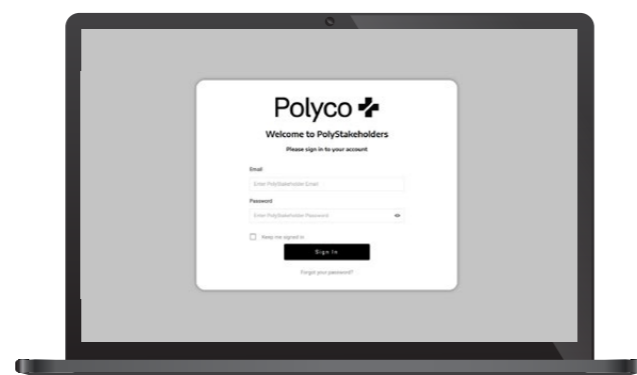 Polyco
Welcome to PolyStakeholders
Please sign in to your account
Email
Enter PolyStakeholder Email
Password
Enter PolyStakeholder Password
Keep me signed in
Sign In
Forgot your password?